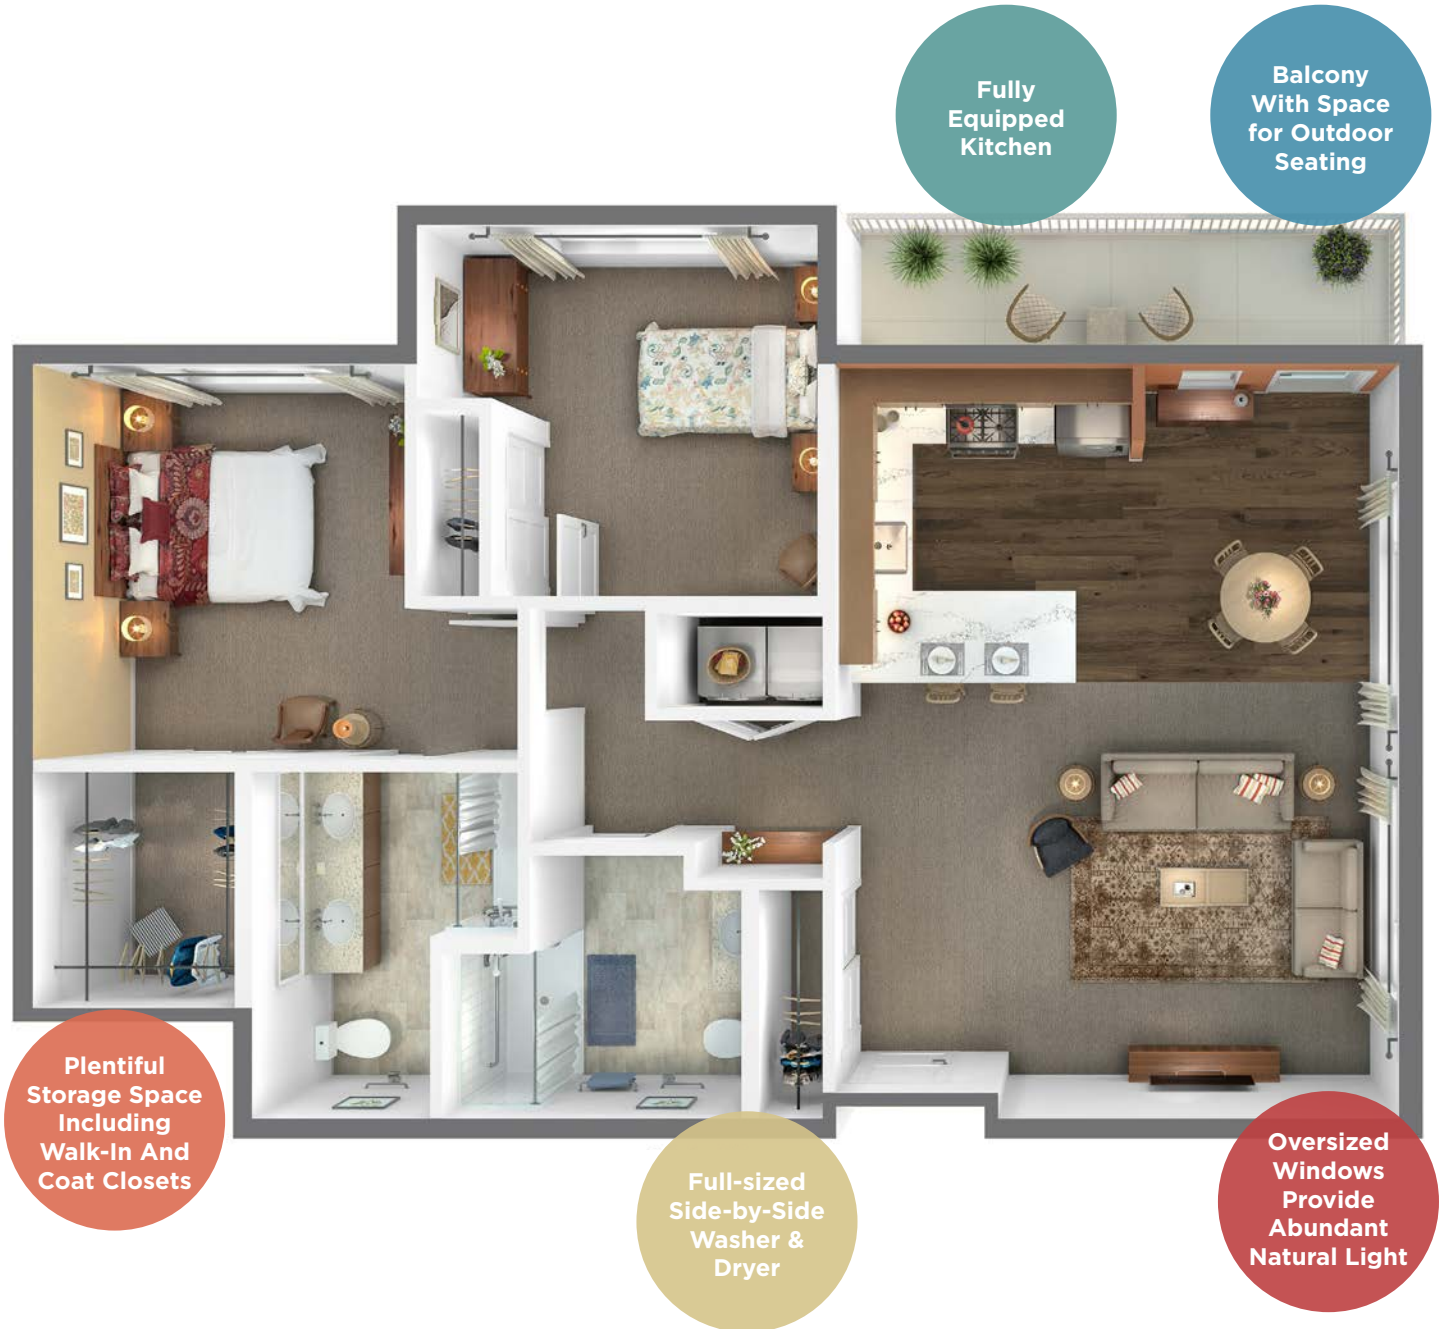 Fully
Equipped
Kitchen
Balcony
With Space
for Outdoor
Seating
Plentiful
Storage Space
Including
Walk-In And
Coat Closets
Full-sized
Side-by-Side
Washer &
Dryer
Oversized
Windows
Provide
Abundant
Natural Light